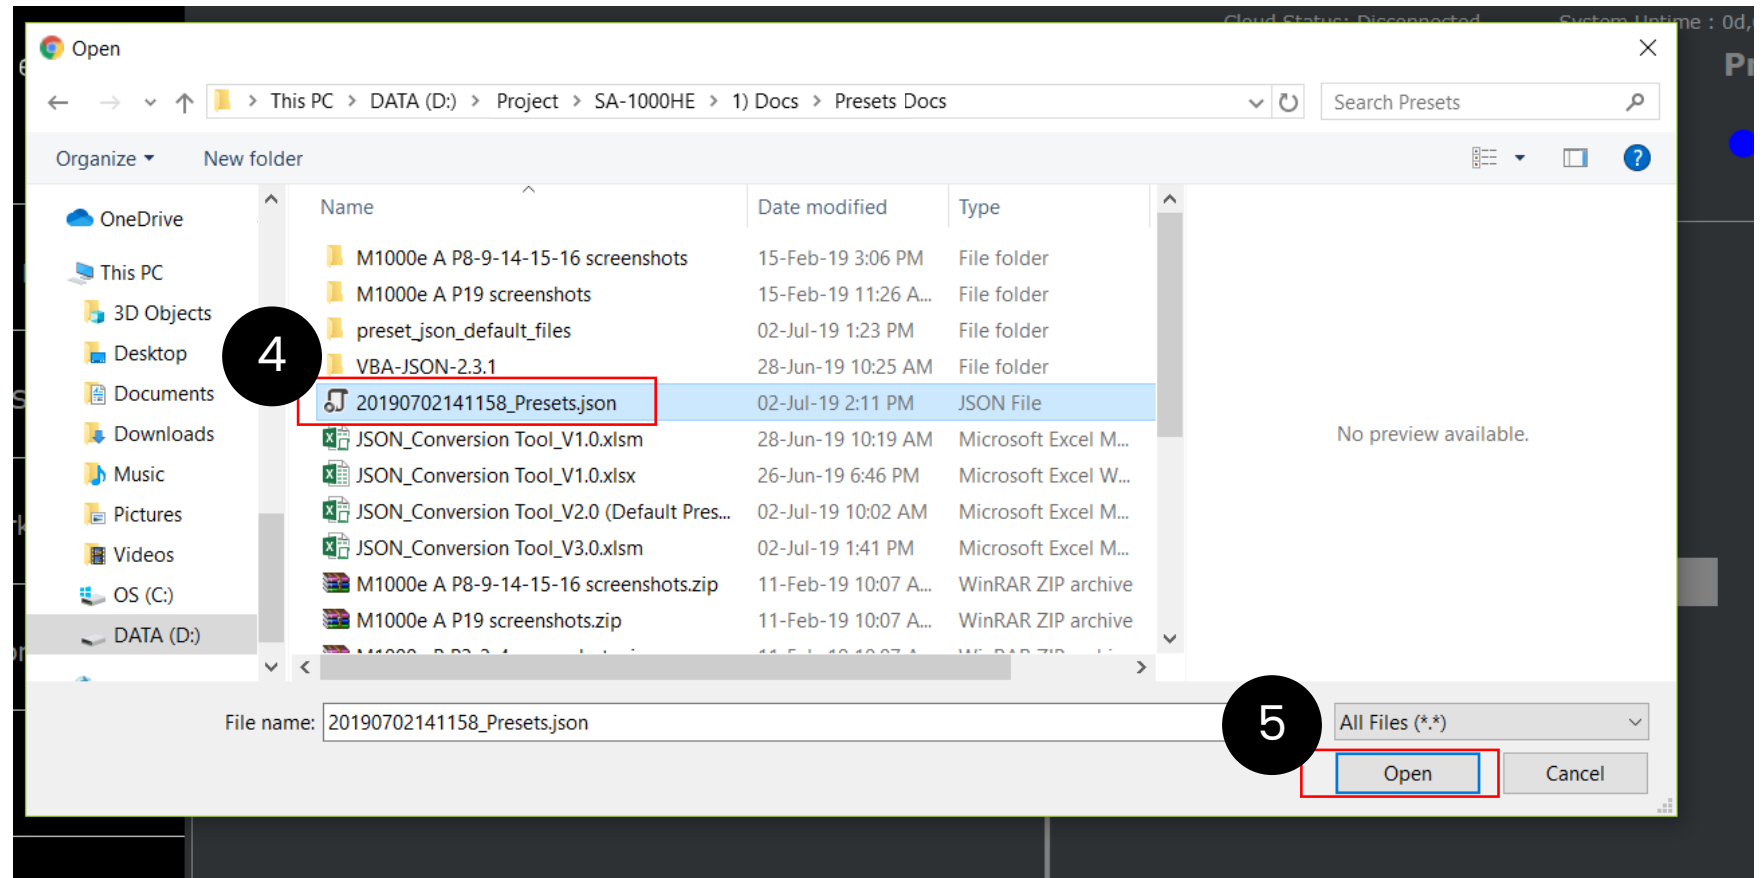 Cloud Status: Disconnected System Uptime : 0d,
Open
This PC > DATA (D:) > Project > SA-1000HE > 1) Docs > Presets Docs
Search Presets
Organize New folder
?
Name Date modified Type
OneDrive
This PC
3D Objects
Desktop
Documents
Downloads
Music
Pictures
Videos
OS (C:)
DATA (D:)
M1000e A P8-9-14-15-16 screenshots 15-Feb-19 3:06 PM File folder
M1000e A P19 screenshots 15-Feb-19 11:26 A... File folder
preset_json_default_files 02-Jul-19 1:23 PM File folder
VBA-JSON-2.3.1 28-Jun-19 10:25 AM File folder
4
20190702141158_Presets.json 02-Jul-19 2:11 PM JSON File
JSON_Conversion Tool_V1.0.xlsm 28-Jun-19 10:19 AM Microsoft Excel M...
JSON_Conversion Tool_V1.0.xlsx 26-Jun-19 6:46 PM Microsoft Excel W...
JSON_Conversion Tool_V2.0 (Default Pres... 02-Jul-19 10:02 AM Microsoft Excel M...
JSON_Conversion Tool_V3.0.xlsm 02-Jul-19 1:41 PM Microsoft Excel M...
M1000e A P8-9-14-15-16 screenshots.zip 11-Feb-19 10:07 A... WinRAR ZIP archive
M1000e A P19 screenshots.zip 11-Feb-19 10:07 A... WinRAR ZIP archive
No preview available.
File name: 20190702141158_Presets.json
5
All Files (*.*)
Open Cancel